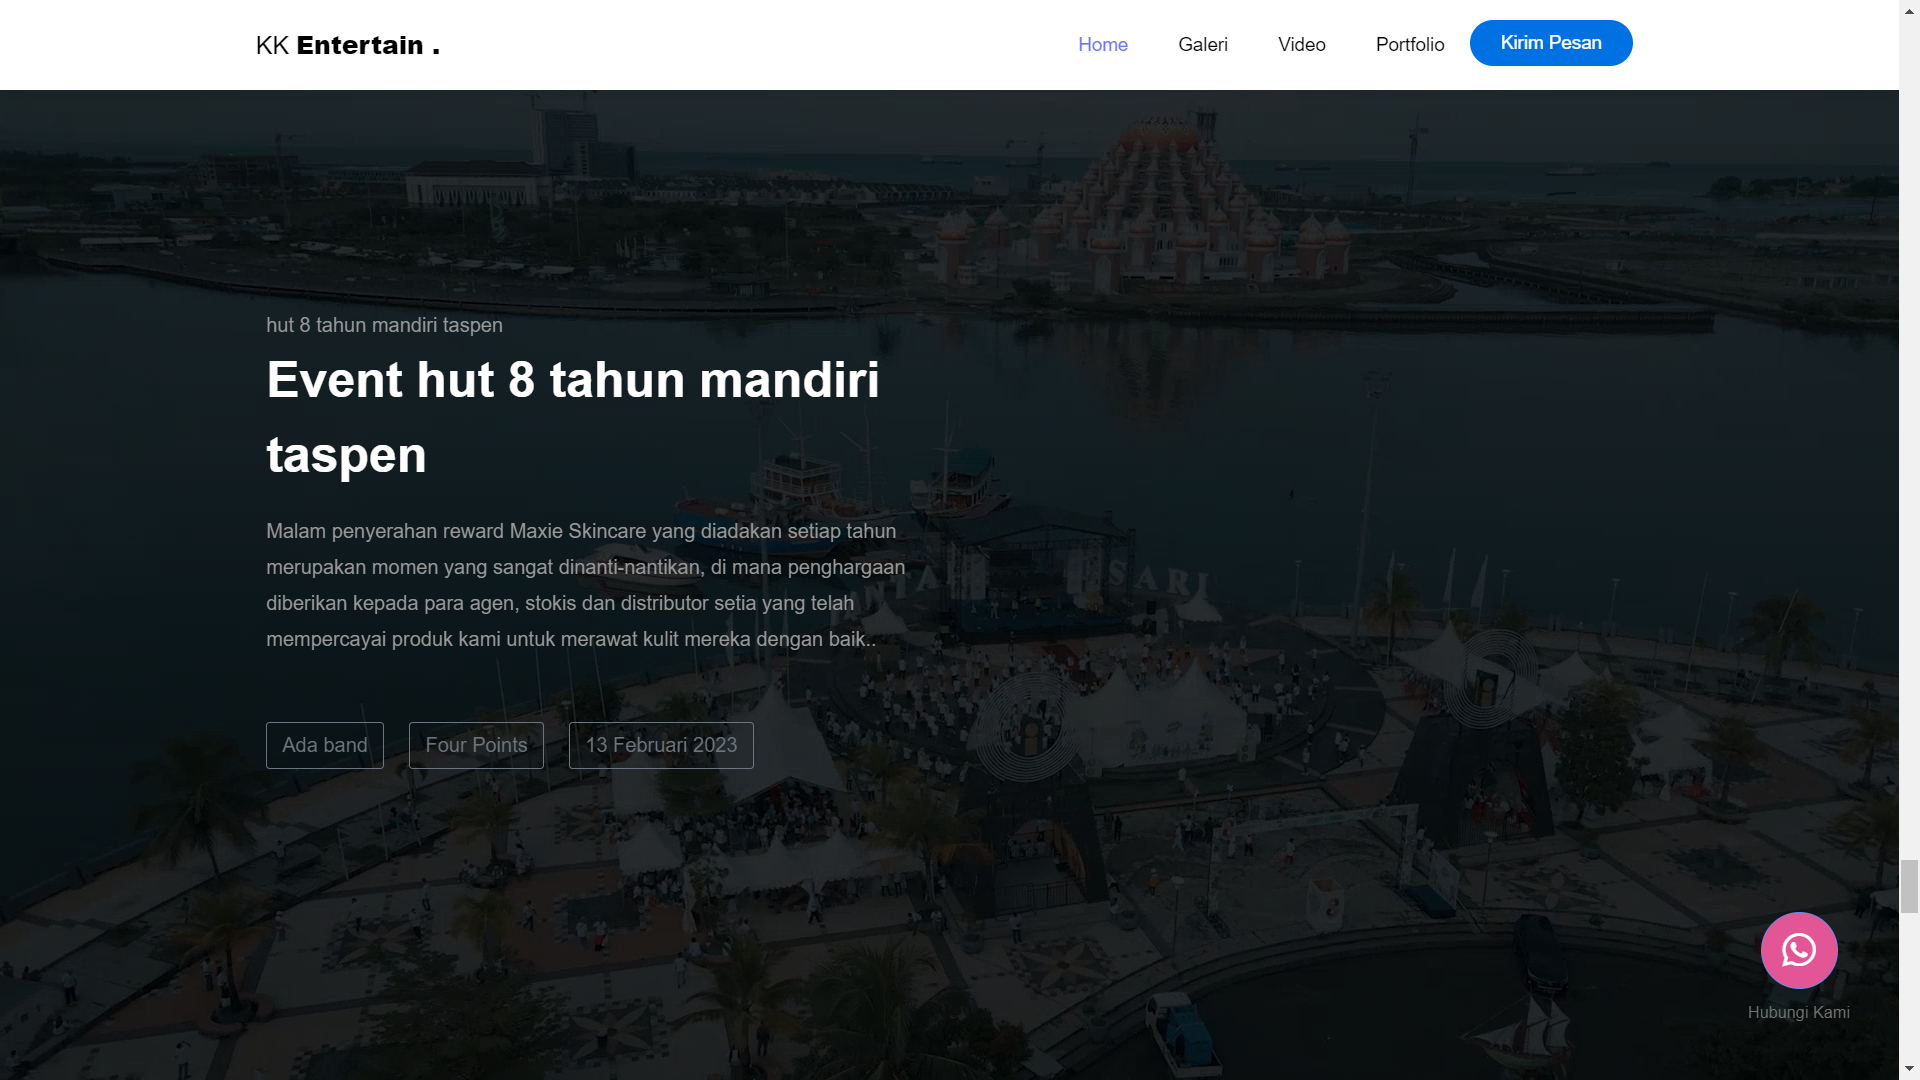 KK Entertain .
Home
Galeri
Video
Portfolio
Kirim Pesan
hut 8 tahun mandiri taspen
Event hut 8 tahun mandiri
taspen
Malam penyerahan reward Maxie Skincare yang diadakan setiap tahun
merupakan momen yang sangat dinanti-nantikan, di mana penghargaan
diberikan kepada para agen, stokis dan distributor setia yang telah
mempercayai produk kami untuk merawat kulit mereka dengan baik..
Ada band
Four Points
13 Februari 2023
Hubungi Kami